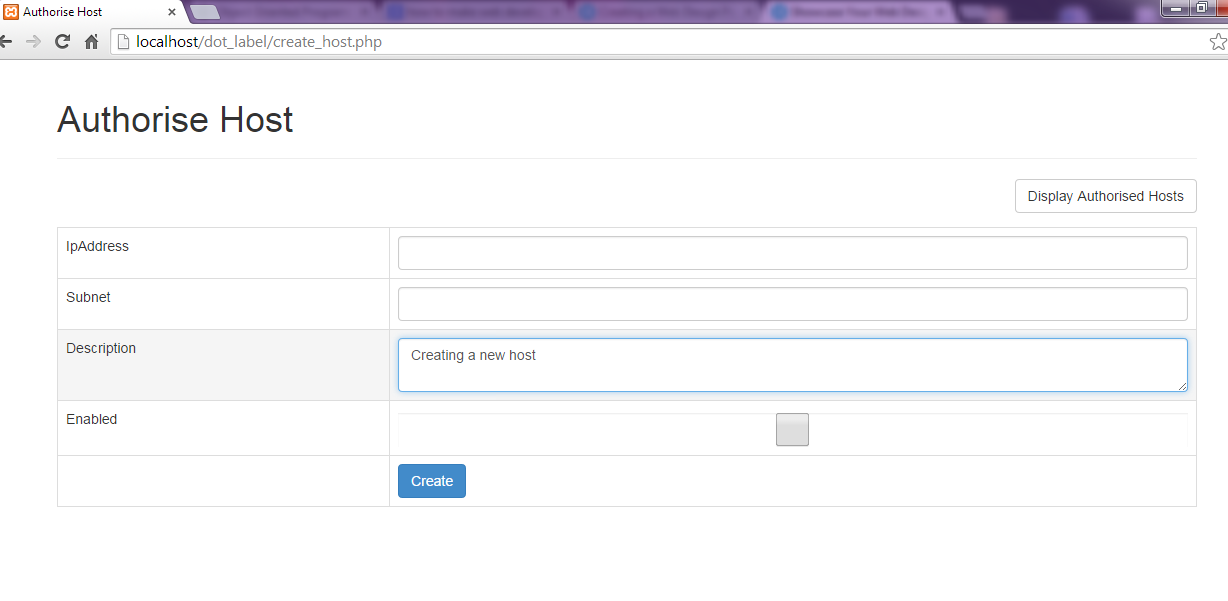 Authorise Host
localhost/dot_label/create_host.php
Authorise Host
Display Authorised Hosts
IpAddress
Subnet
Description
Creating a new host
Enabled
Create